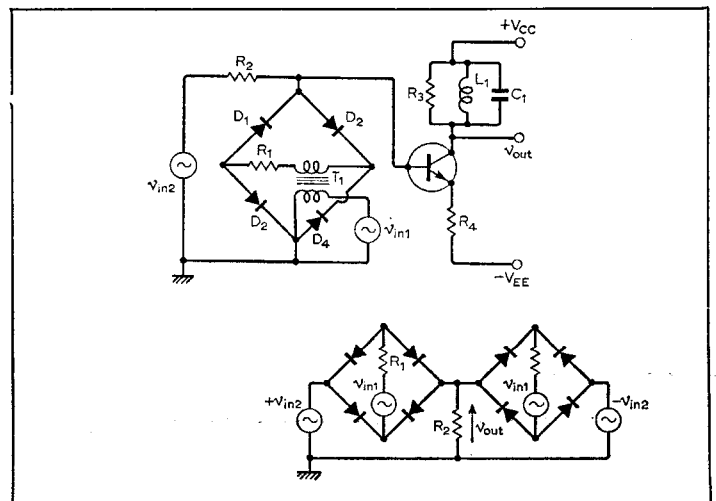 +VCC
R2
R3
L1
C1
D1
D2
R1
T1
vout
vin2
D2
D4
vin1
R4
-VEE
R1
+vin2
vin1
R2
vout
vin1
-vin2